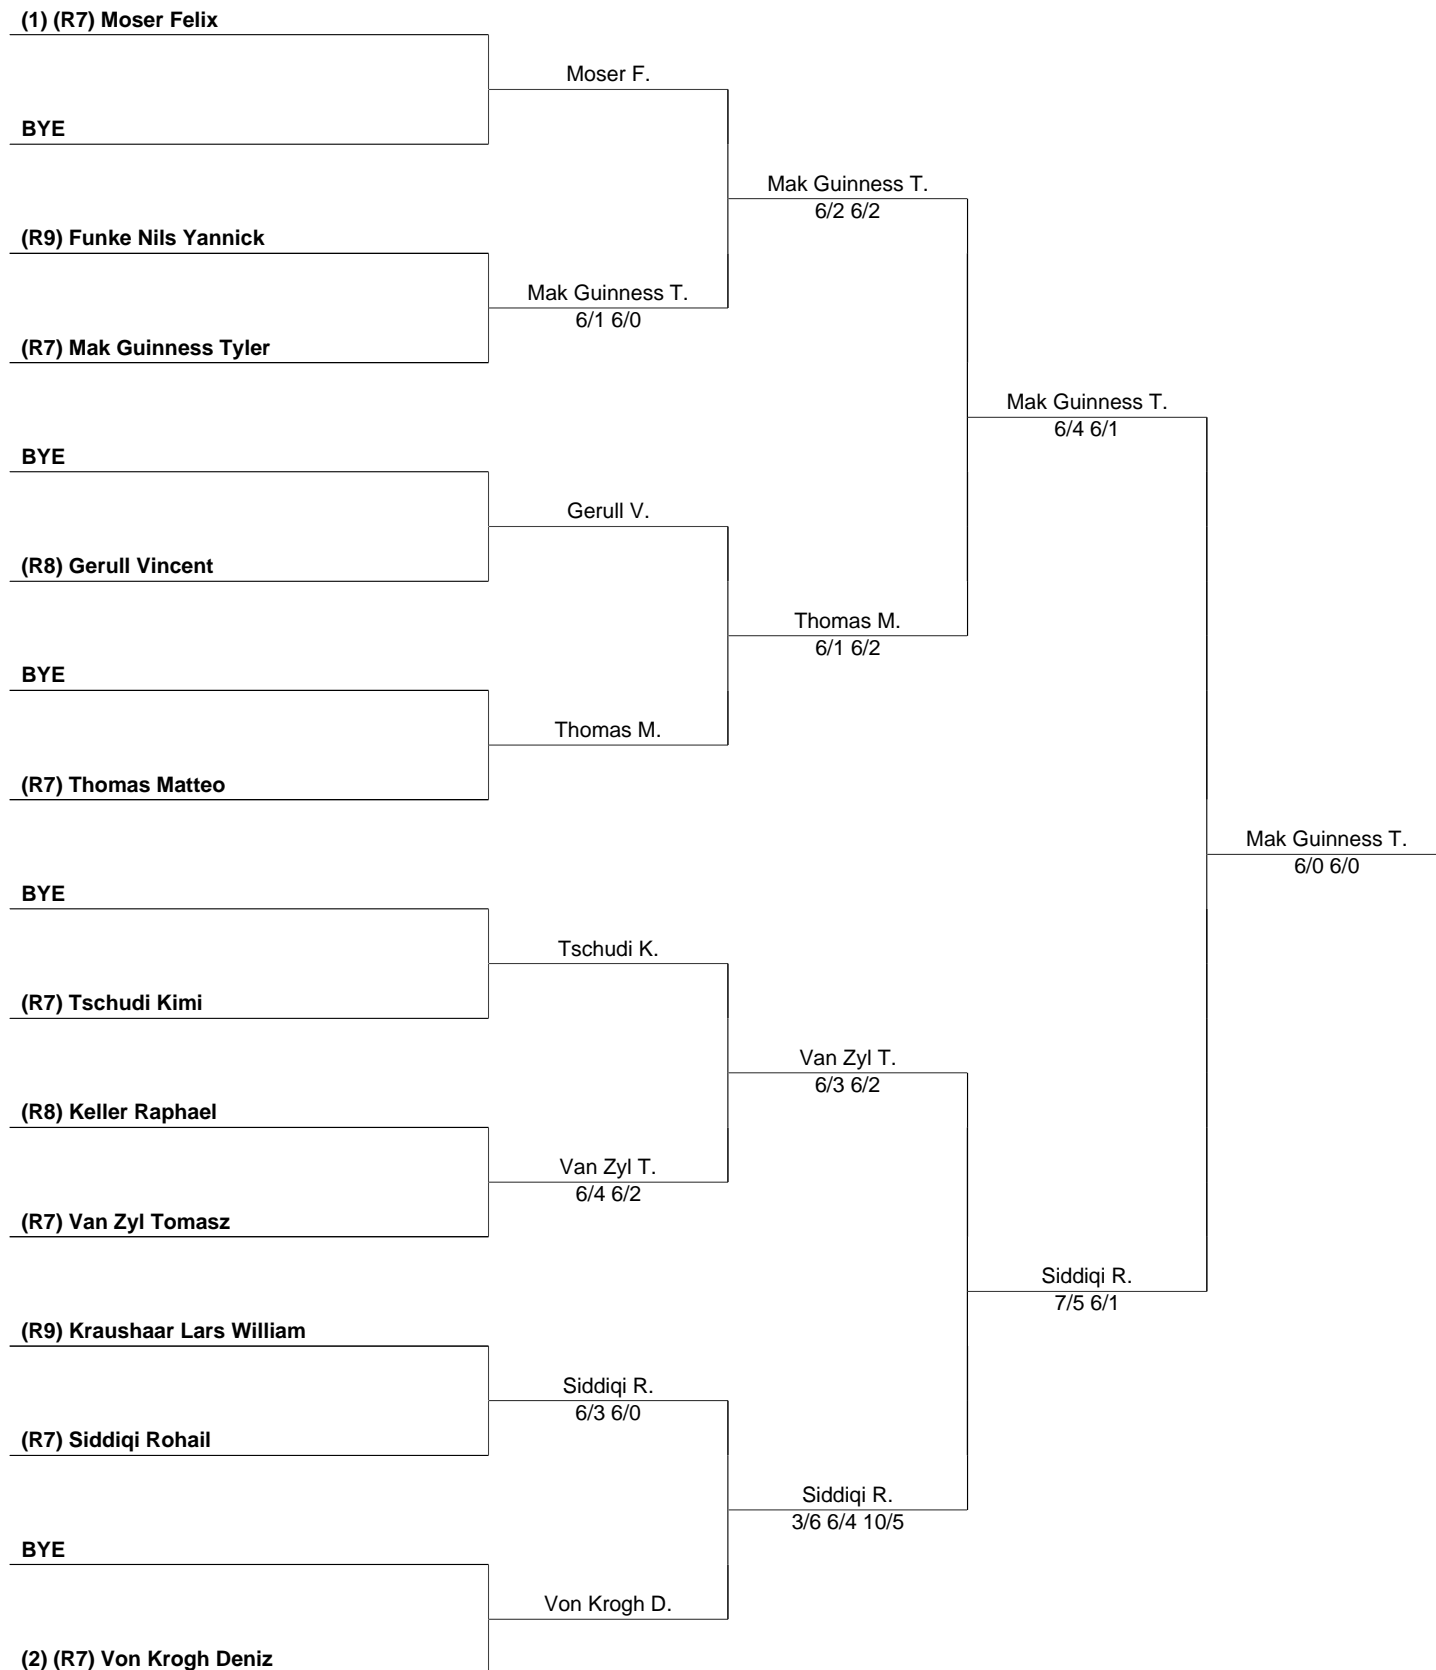 (1) (R7) Moser Felix
Moser F.
BYE
Mak Guinness T.
6/2 6/2
(R9) Funke Nils Yannick
Mak Guinness T.
6/1 6/0
(R7) Mak Guinness Tyler
Mak Guinness T.
6/4 6/1
BYE
Gerull V.
(R8) Gerull Vincent
Thomas M.
6/1 6/2
BYE
Thomas M.
(R7) Thomas Matteo
Mak Guinness T.
6/0 6/0
BYE
Tschudi K.
(R7) Tschudi Kimi
Van Zyl T.
6/3 6/2
(R8) Keller Raphael
Van Zyl T.
6/4 6/2
(R7) Van Zyl Tomasz
Siddiqi R.
7/5 6/1
(R9) Kraushaar Lars William
Siddiqi R.
6/3 6/0
(R7) Siddiqi Rohail
Siddiqi R.
3/6 6/4 10/5
BYE
Von Krogh D.
(2) (R7) Von Krogh Deniz